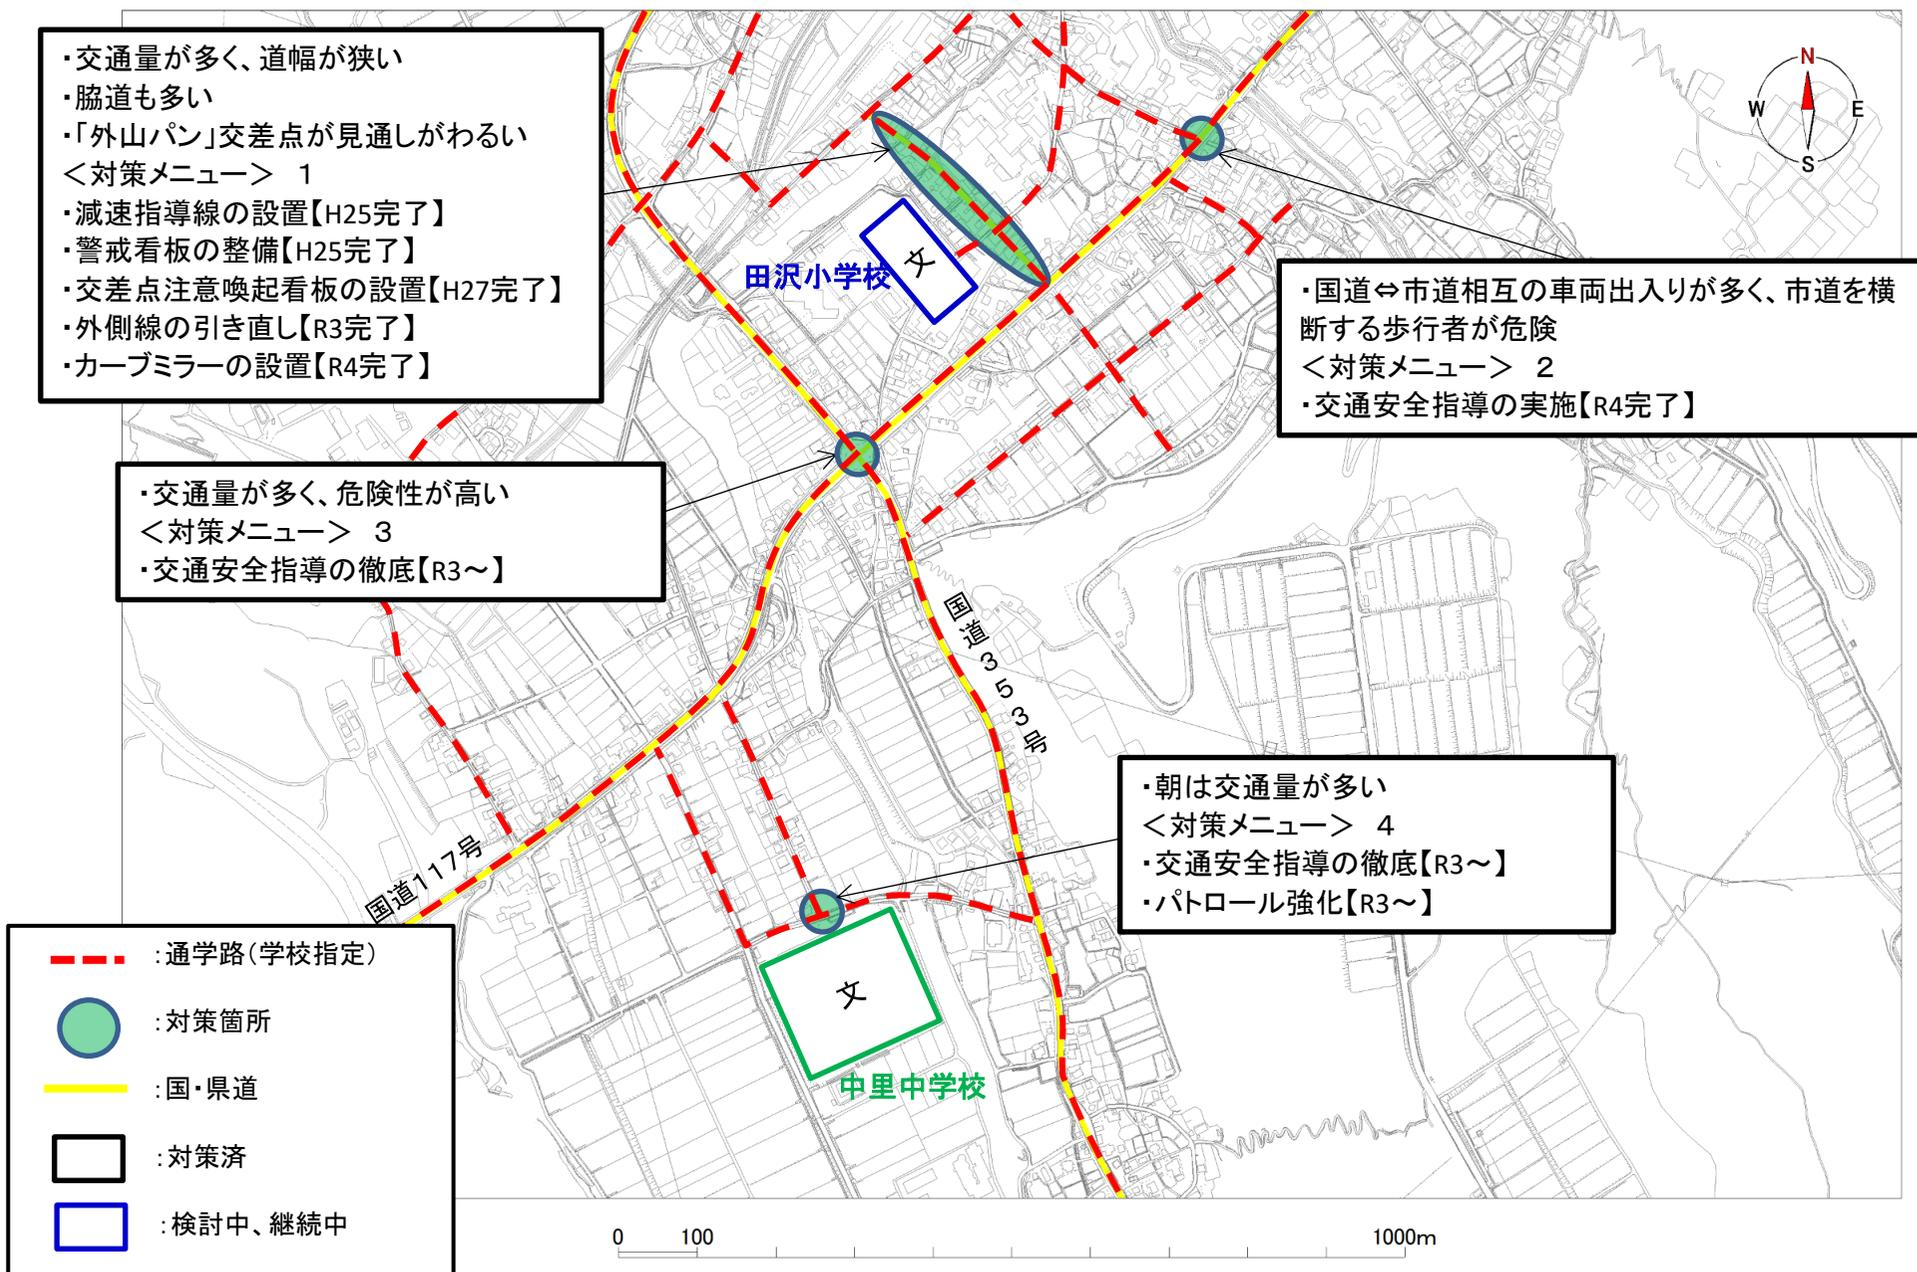 ・交通量が多く、道幅が狭い
・脇道も多い
・「外山パン」交差点が見通しがわるい
＜対策メニュー＞ 1
・減速指導線の設置【H25完了】
・警戒看板の整備【H25完了】
・交差点注意喚起看板の設置【H27完了】
・外側線の引き直し【R3完了】
・カーブミラーの設置【R4完了】
N
W
E
S
文
田沢小学校
・国道⇔市道相互の車両出入りが多く、市道を横
断する歩行者が危険
＜対策メニュー＞ 2
・交通安全指導の実施【R4完了】
・交通量が多く、危険性が高い
＜対策メニュー＞ 3
・交通安全指導の徹底【R3～】
国道353号
・朝は交通量が多い
＜対策メニュー＞ 4
・交通安全指導の徹底【R3～】
・パトロール強化【R3～】
国道117号
文
中里中学校
：通学路（学校指定）
：対策箇所
：国・県道
：対策済
：検討中、継続中
0 100 1000m